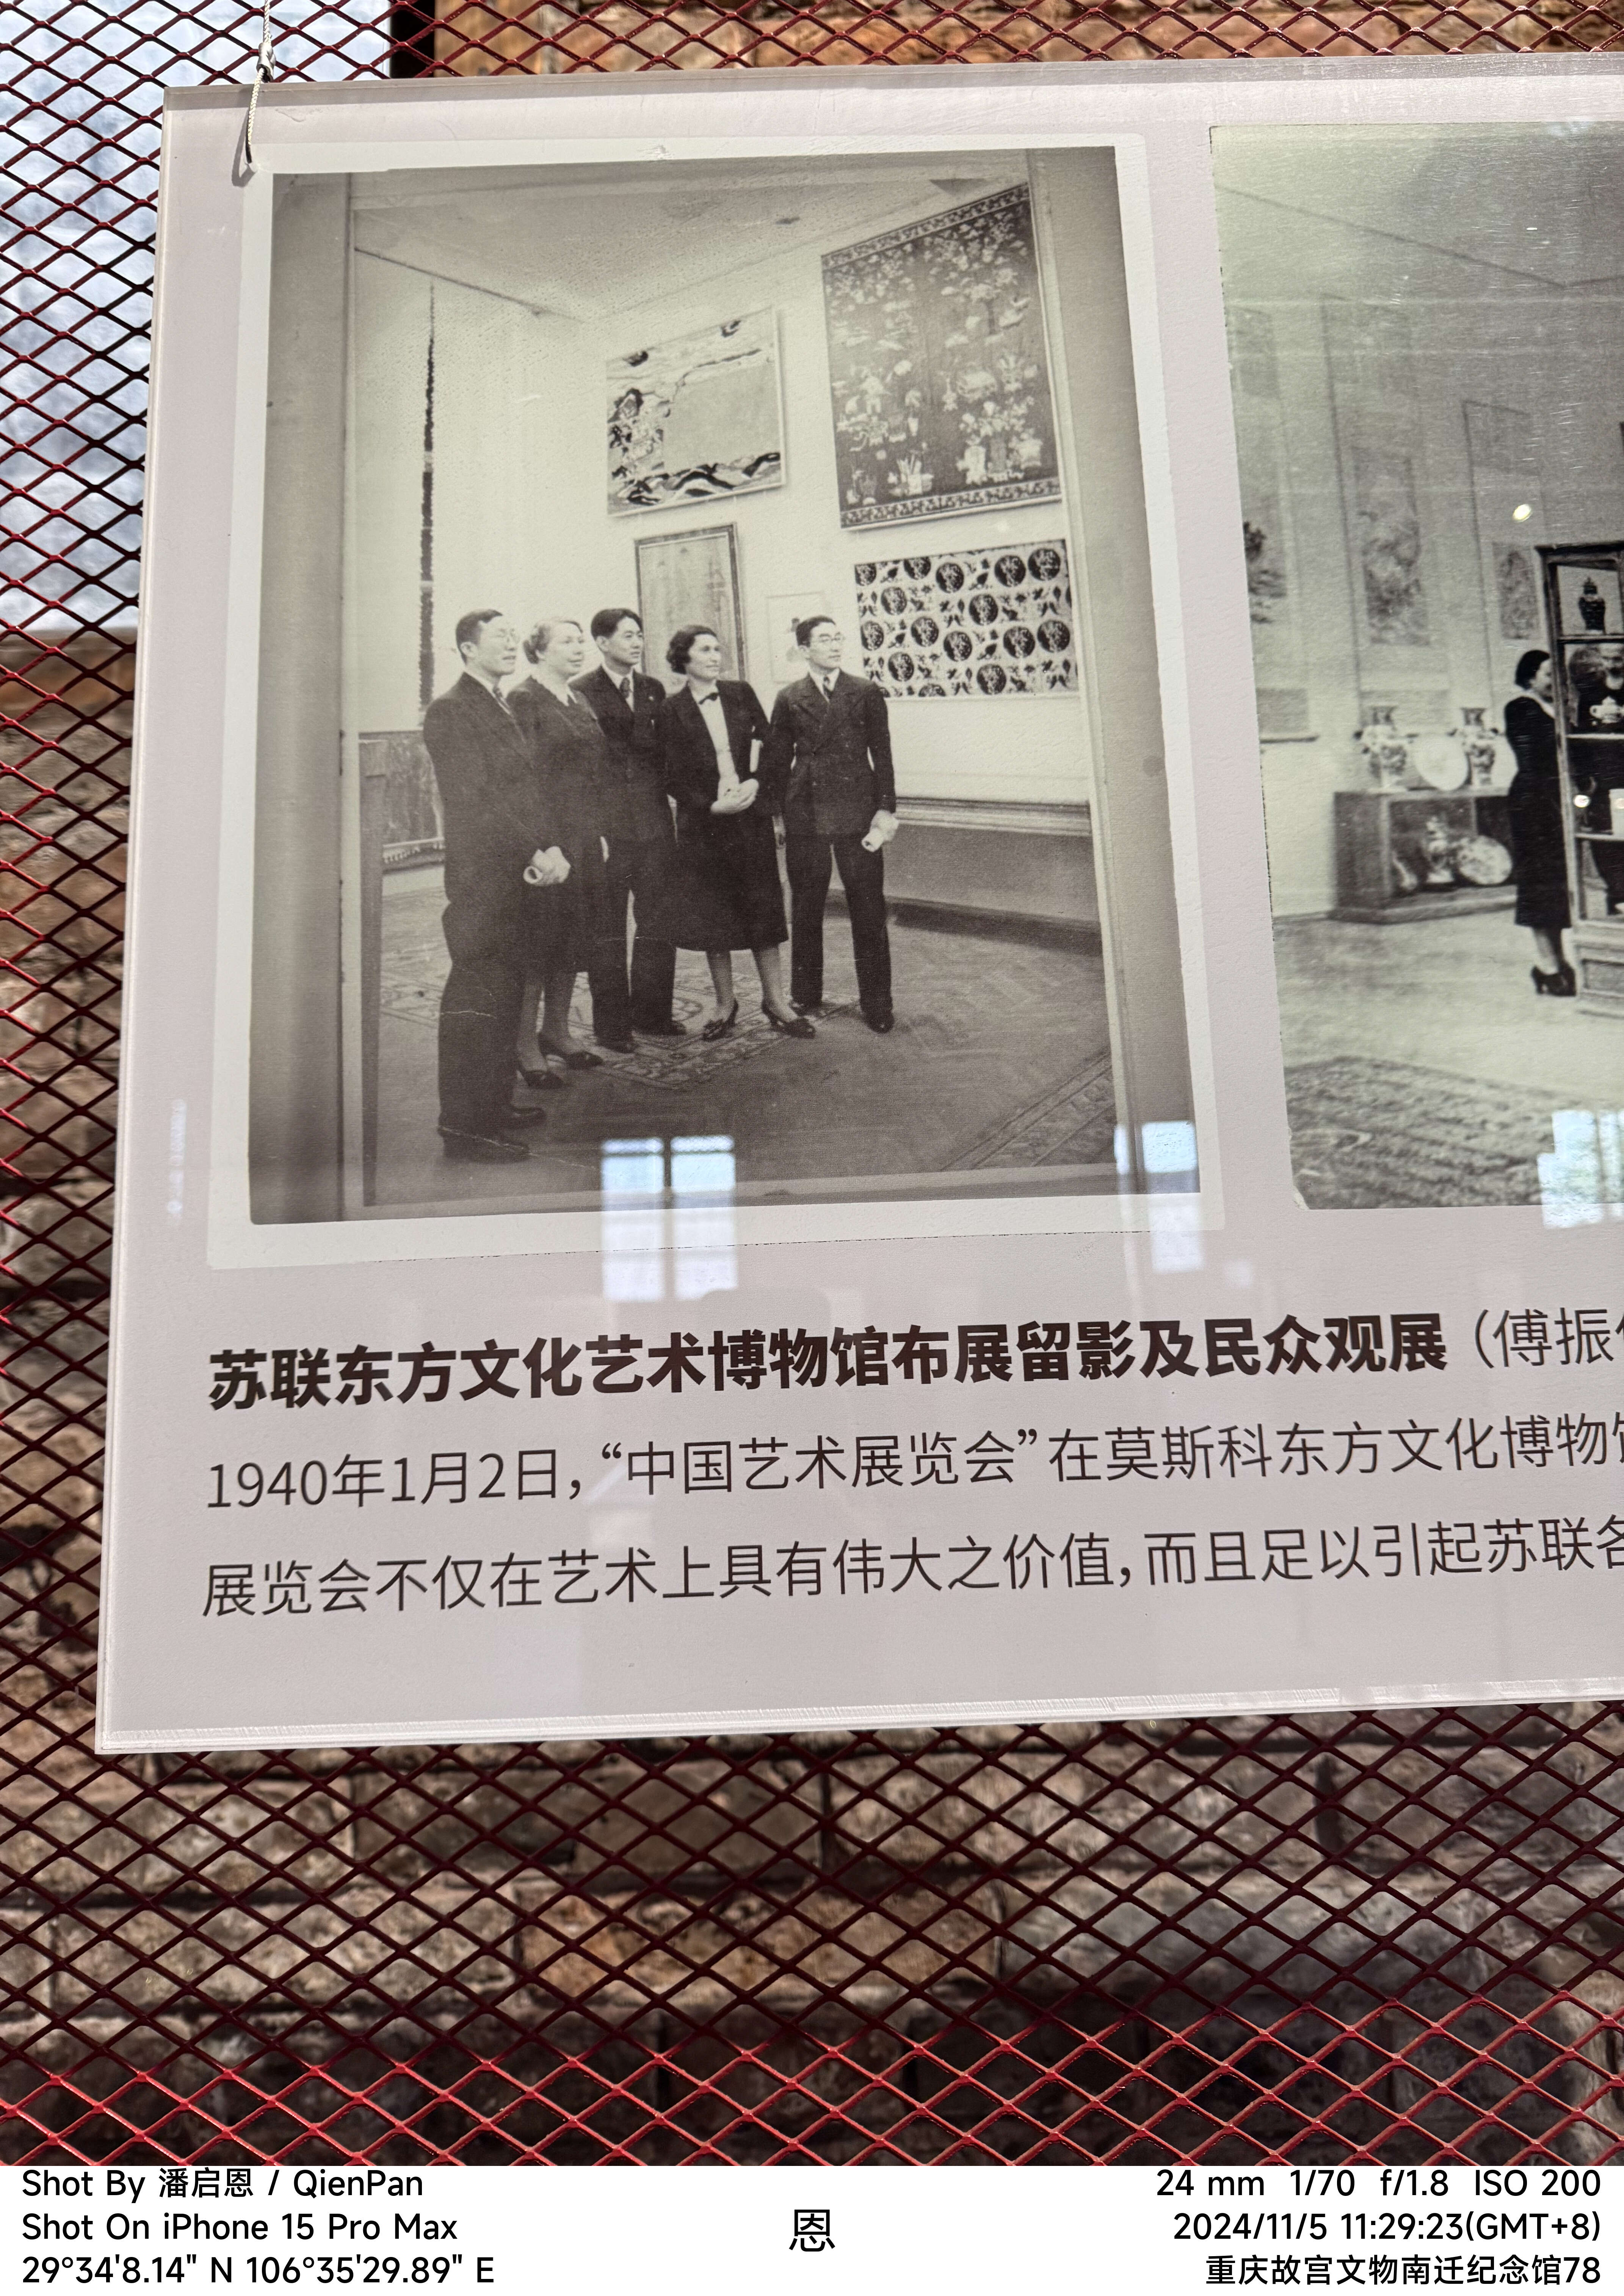 苏联东方文化艺术博物馆布展留影及民众观展（傅振
1940年1月2日，“中国艺术展览会”在莫斯科东方文化博物
展览会不仅在艺术上具有伟大之价值，而且足以引起苏联各
Shot By 潘启恩 / QienPan
Shot On iPhone 15 Pro Max
29°34'8.14" N 106°35'29.89" E
恩
24 mm 1/70 f/1.8 ISO 200
2024/11/5 11:29:23(GMT+8)
重庆故宫文物南迁纪念馆78